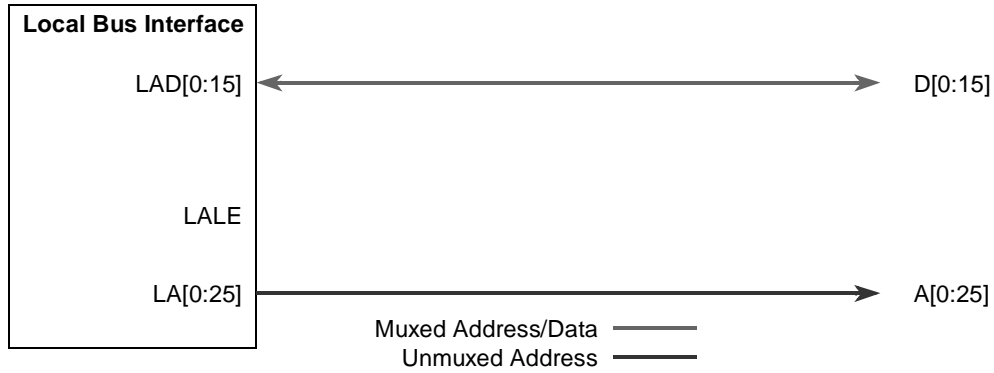 Local Bus Interface
LAD[0:15] D[0:15]
LALE
LA[0:25] A[0:25]
Muxed Address/Data
Unmuxed Address